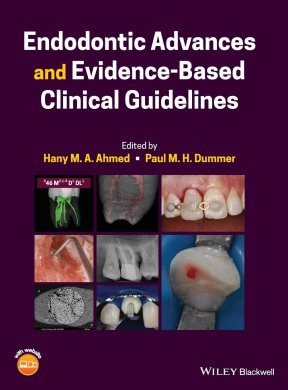 Endodontic Advances
and Evidence-Based
Clinical Guidelines
Edited by
Hany M. A. Ahmed ▪ Paul M. H. Dummer
with website
WILEY Blackwell